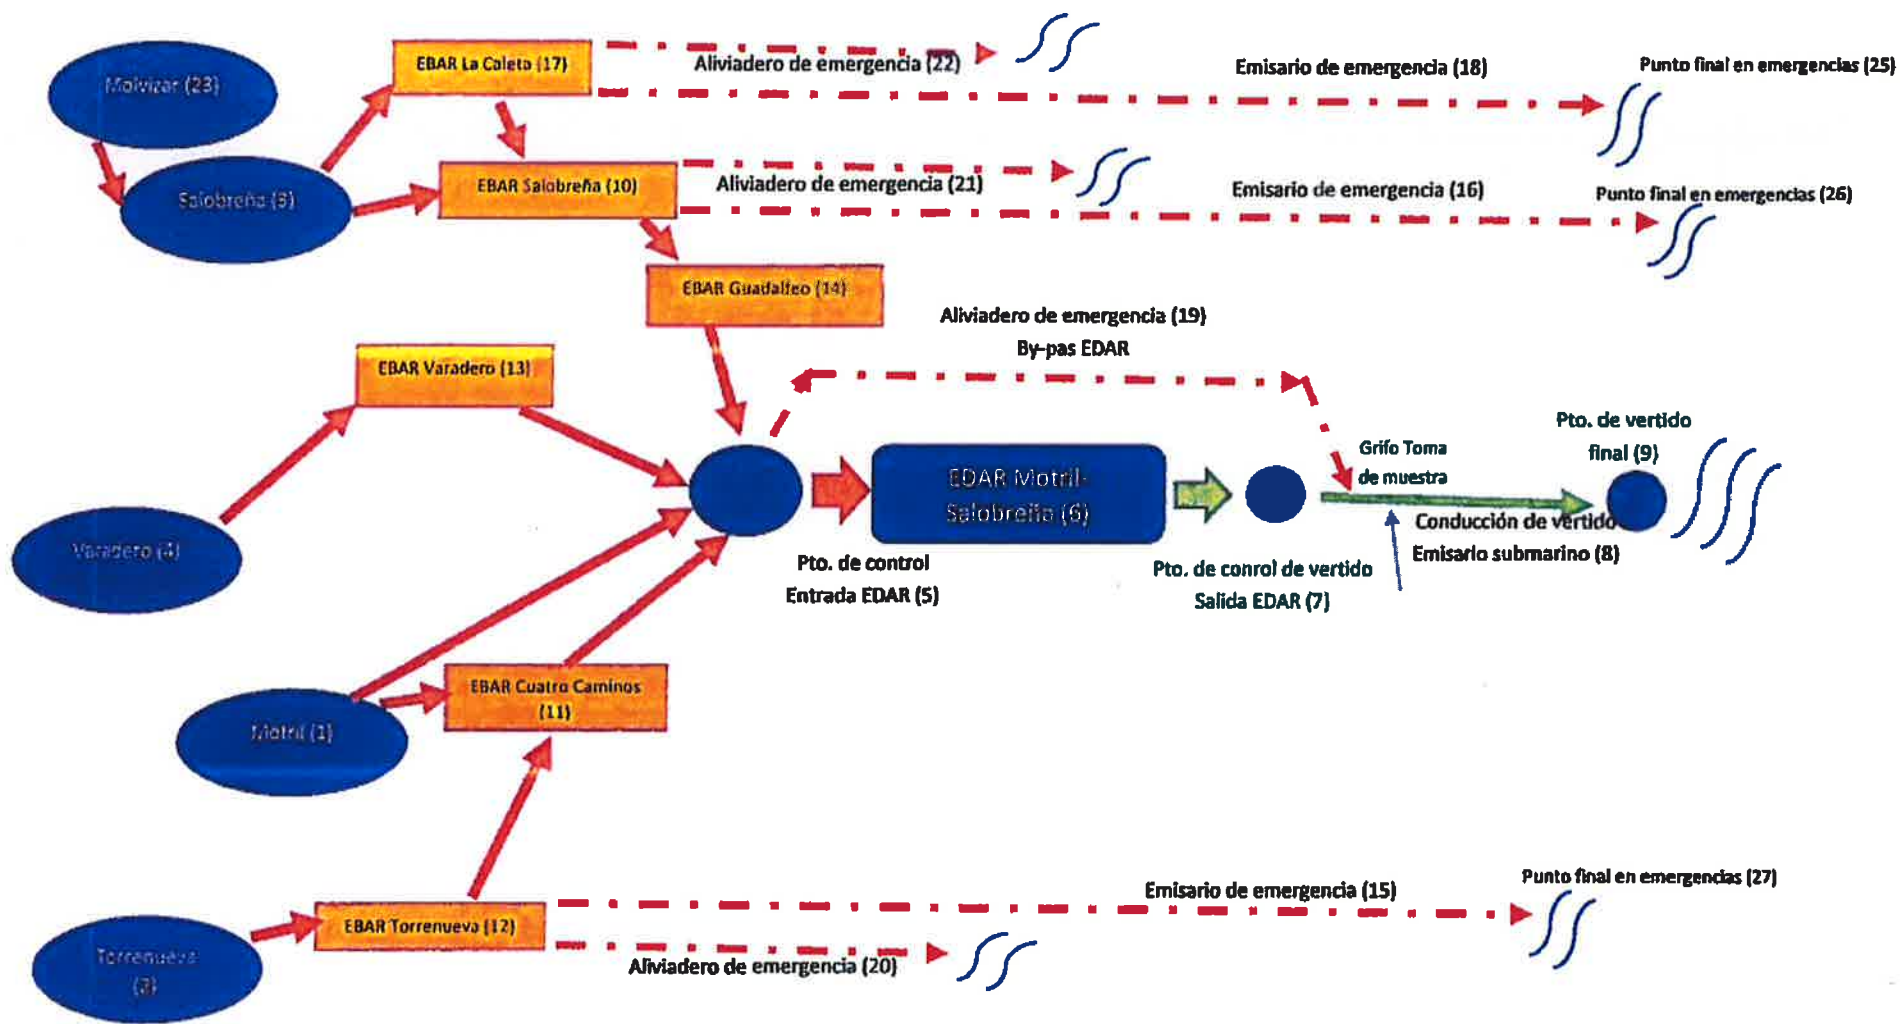 EBAR La Caleta (17)
Aliviadero de emergencia (22)
Emisario de emergencia (18)
Punto final en emergencias (25)
Molvizar (23)
EBAR Salobreña (10)
Aliviadero de emergencia (21)
Emisario de emergencia (16)
Punto final en emergencias (26)
Salobreña (3)
EBAR Guadalfeo (14)
Aliviadero de emergencia (19)
By-pas EDAR
EBAR Varadero (13)
Pto. de vertido
final (9)
Grifo Toma
de muestra
EDAR Motril-
Salobreña (6)
Conducción de vertido
Emisario submarino (8)
Varadero (4)
Pto. de control
Entrada EDAR (5)
Pto. de conrol de vertido
Salida EDAR (7)
EBAR Cuatro Caminos
(11)
Motril (1)
Emisario de emergencia (15)
Punto final en emergencias (27)
EBAR Torrenueva (12)
Aliviadero de emergencia (20)
Torrenueva
(2)